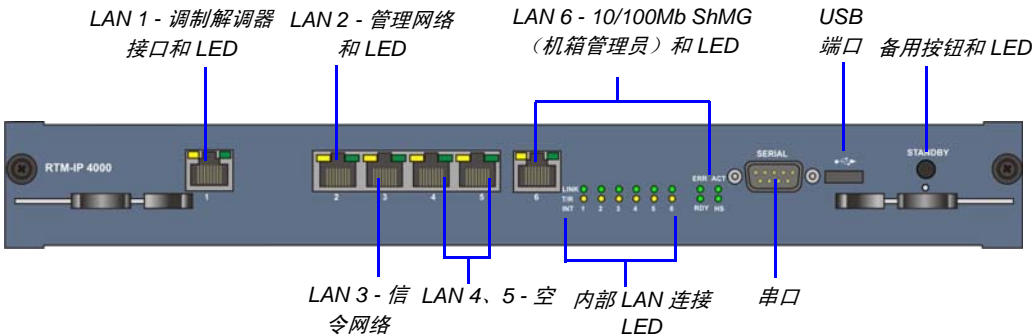 LAN 1 - 调制解调器
接口和 LED
LAN 2 - 管理网络
和 LED
LAN 6 - 10/100Mb ShMG
（机箱管理员）和 LED
USB
端口
备用按钮和 LED
RTM-IP 4000
1
2
3
4
5
6
LINK
T/R
INT 1 2 3 4 5 6
ERR ACT
RDY HS
SERIAL
STANDBY
LAN 3 - 信
令网络
LAN 4、5 - 空
内部 LAN 连接
LED
串口